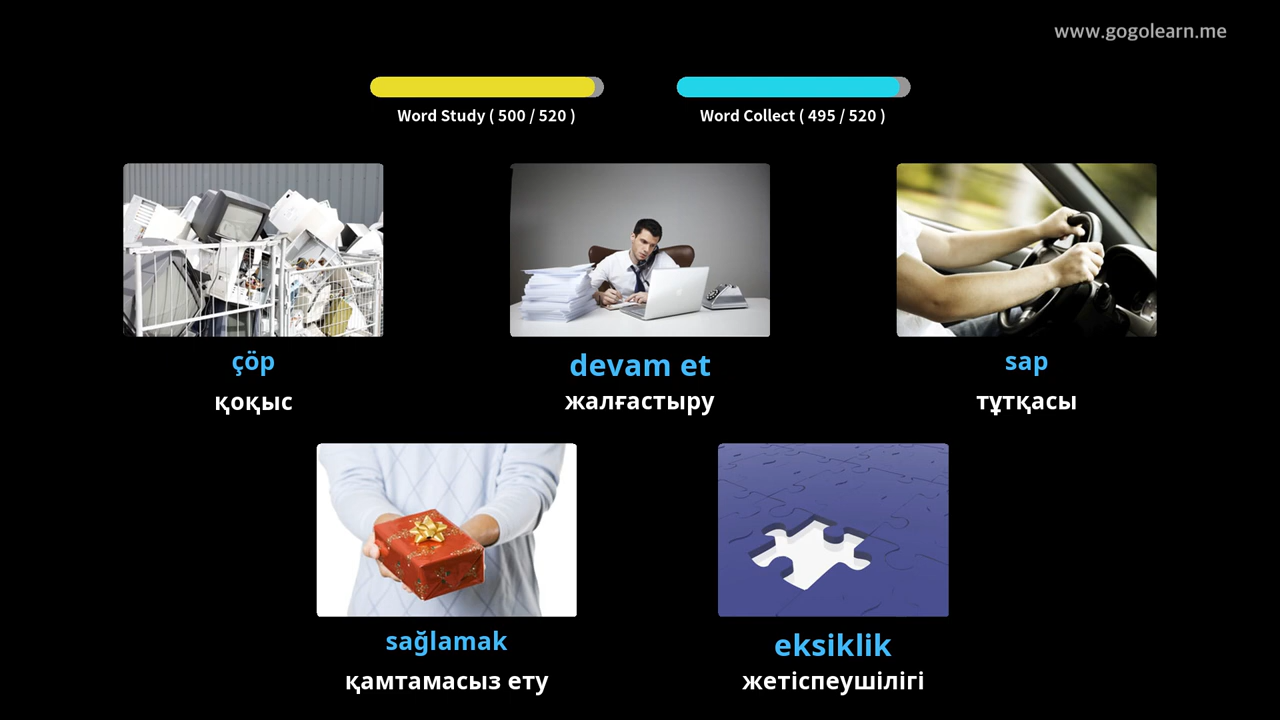 www.gogolearn.me
Word Study ( 500 / 520 )
Word Collect ( 495 / 520 )
çöp
қоқыс
devam et
жалғастыру
sap
тұтқасы
sağlamak
қамтамасыз ету
eksiklik
жетіспеушілігі